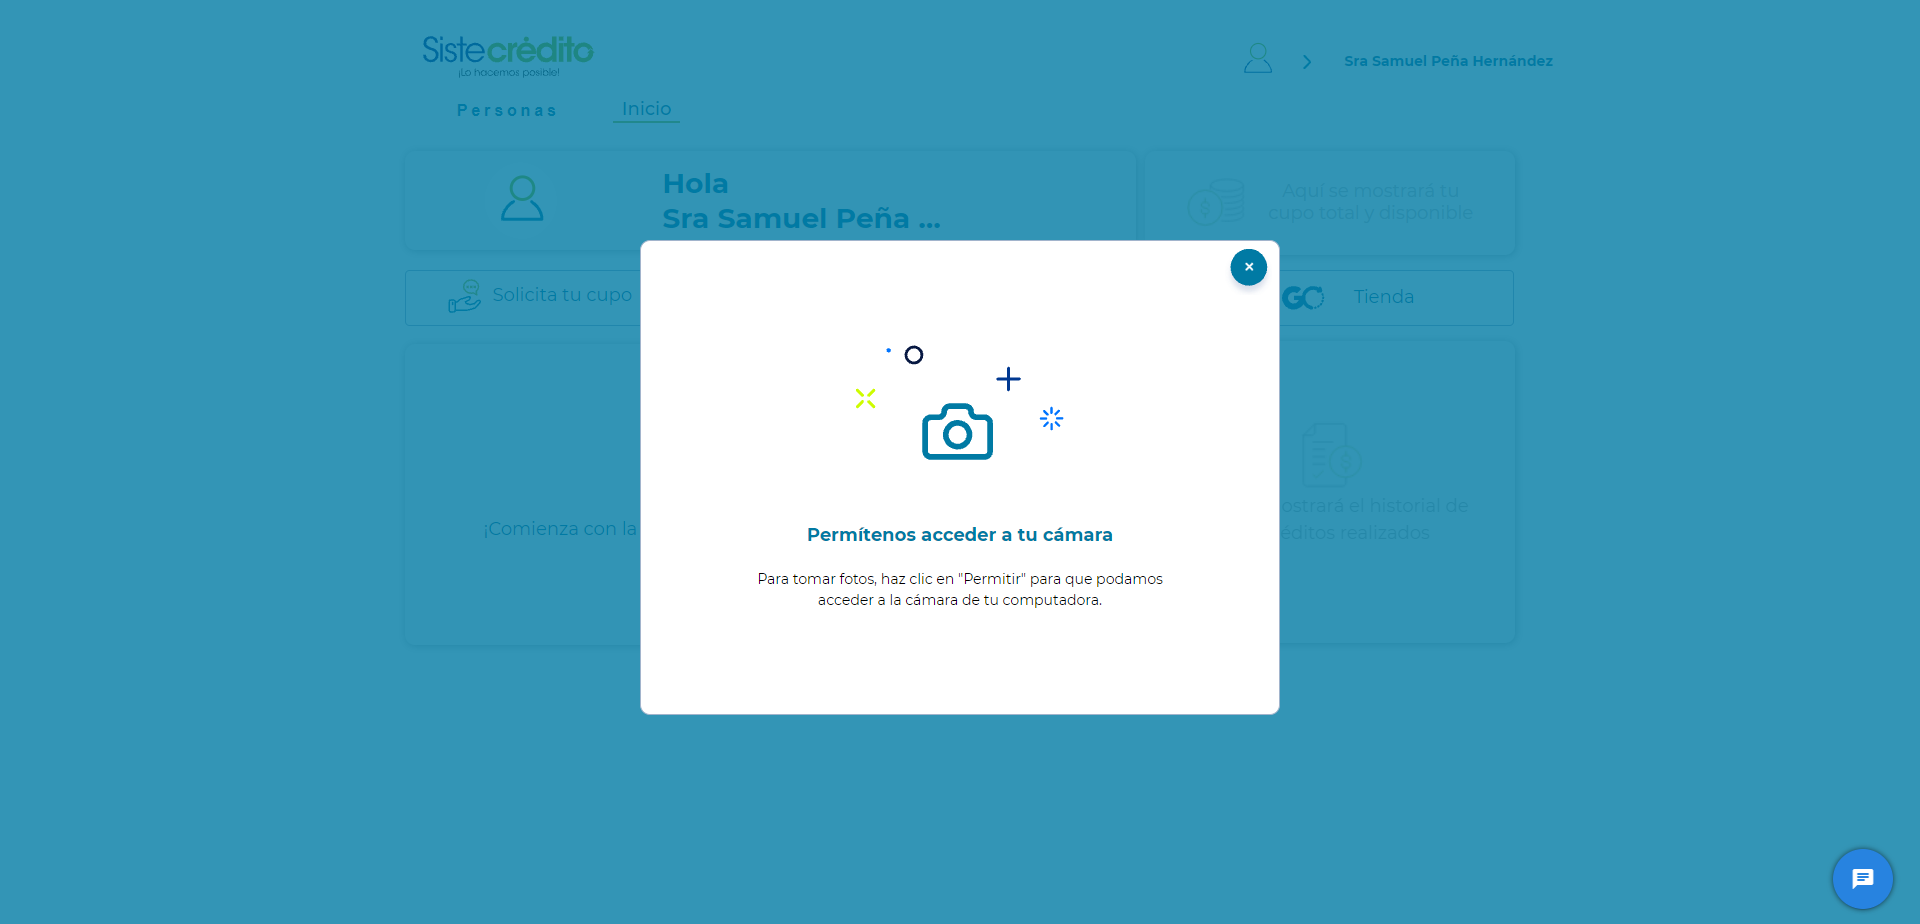 Sistecrédito
¡Lo hacemos posible!
Sra Samuel Peña Hernández
Personas
Inicio
Hola
Sra Samuel Peña ...
Aquí se mostrará tu
cupo total y disponible
Solicita tu cupo
GO
Tienda
×
Permítenos acceder a tu cámara
Para tomar fotos, haz clic en "Permitir" para que podamos
acceder a la cámara de tu computadora.
¡Comienza con la
ostrará el historial de
éditos realizados